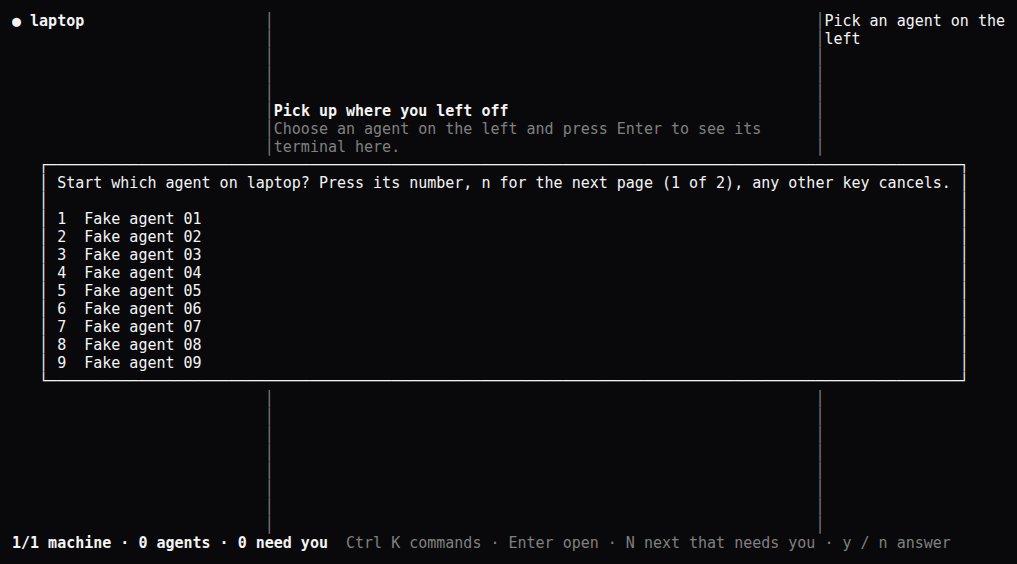 ● laptop
Pick an agent on the
left
Pick up where you left off
Choose an agent on the left and press Enter to see its
terminal here.
Start which agent on laptop? Press its number, n for the next page (1 of 2), any other key cancels.
1  Fake agent 01
2  Fake agent 02
3  Fake agent 03
4  Fake agent 04
5  Fake agent 05
6  Fake agent 06
7  Fake agent 07
8  Fake agent 08
9  Fake agent 09
1/1 machine · 0 agents · 0 need you  Ctrl K commands · Enter open · N next that needs you · y / n answer